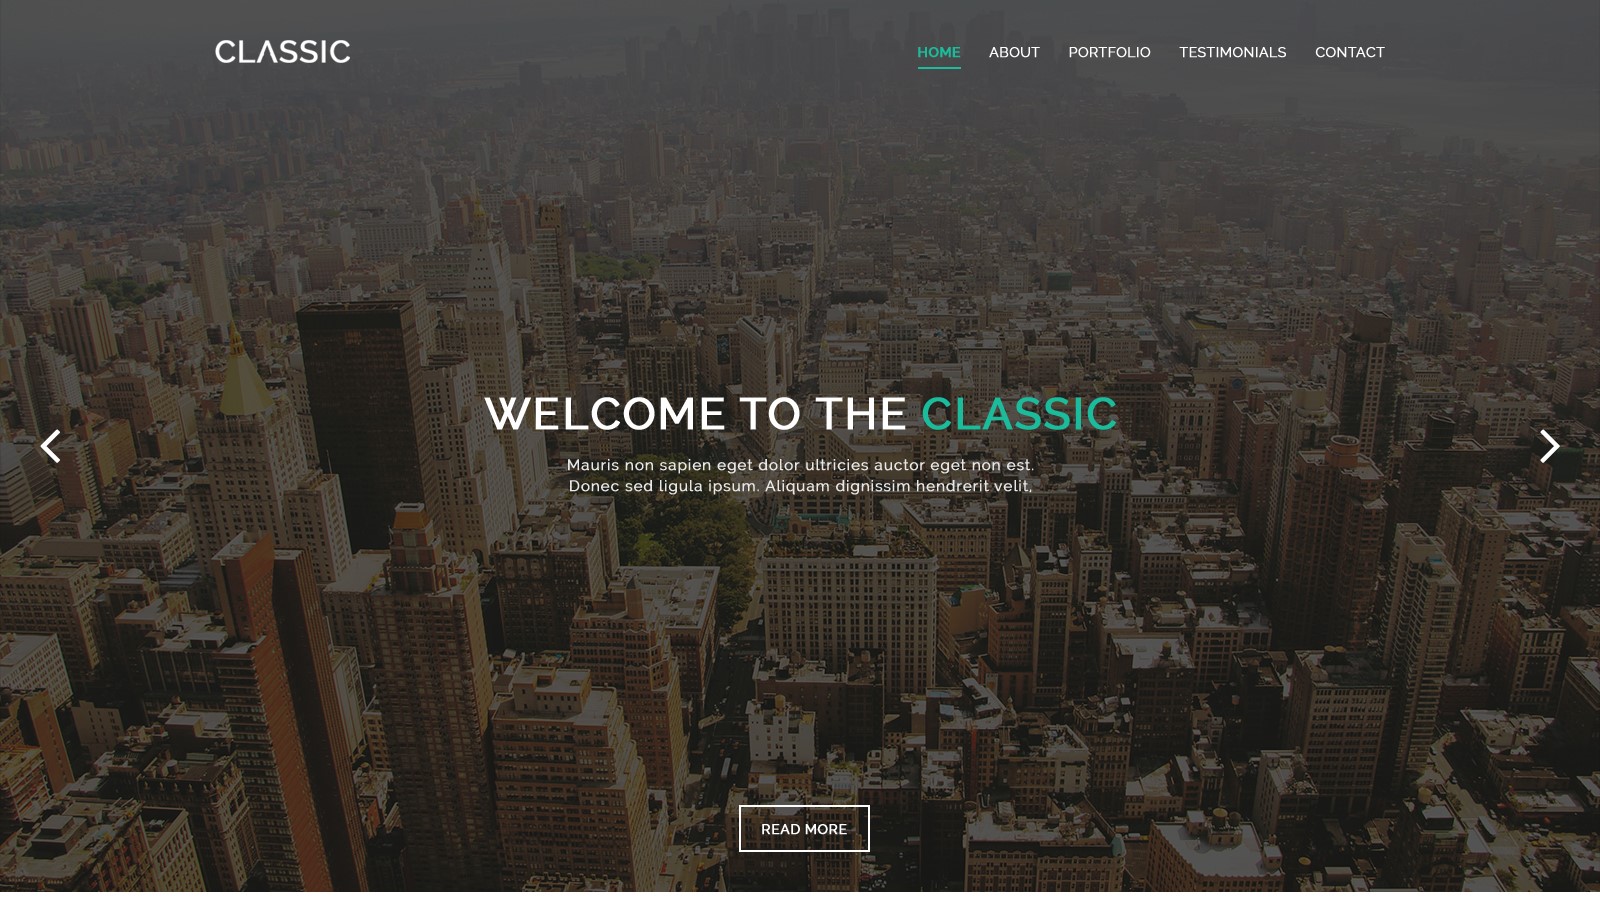 CLASSIC
HOME ABOUT PORTFOLIO TESTIMONIALS CONTACT
WELCOME TO THE CLASSIC
Mauris non sapien eget dolor ultricies auctor eget non est.
Donec sed ligula ipsum. Aliquam dignissim hendrerit velit,
READ MORE